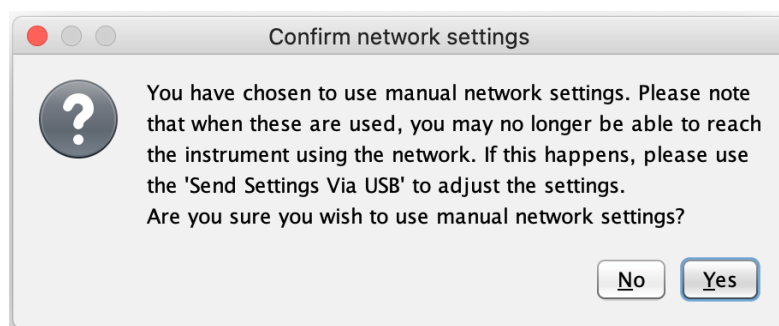 Confirm network settings
You have chosen to use manual network settings. Please note
that when these are used, you may no longer be able to reach
the instrument using the network. If this happens, please use
the 'Send Settings Via USB' to adjust the settings.
Are you sure you wish to use manual network settings?
No Yes